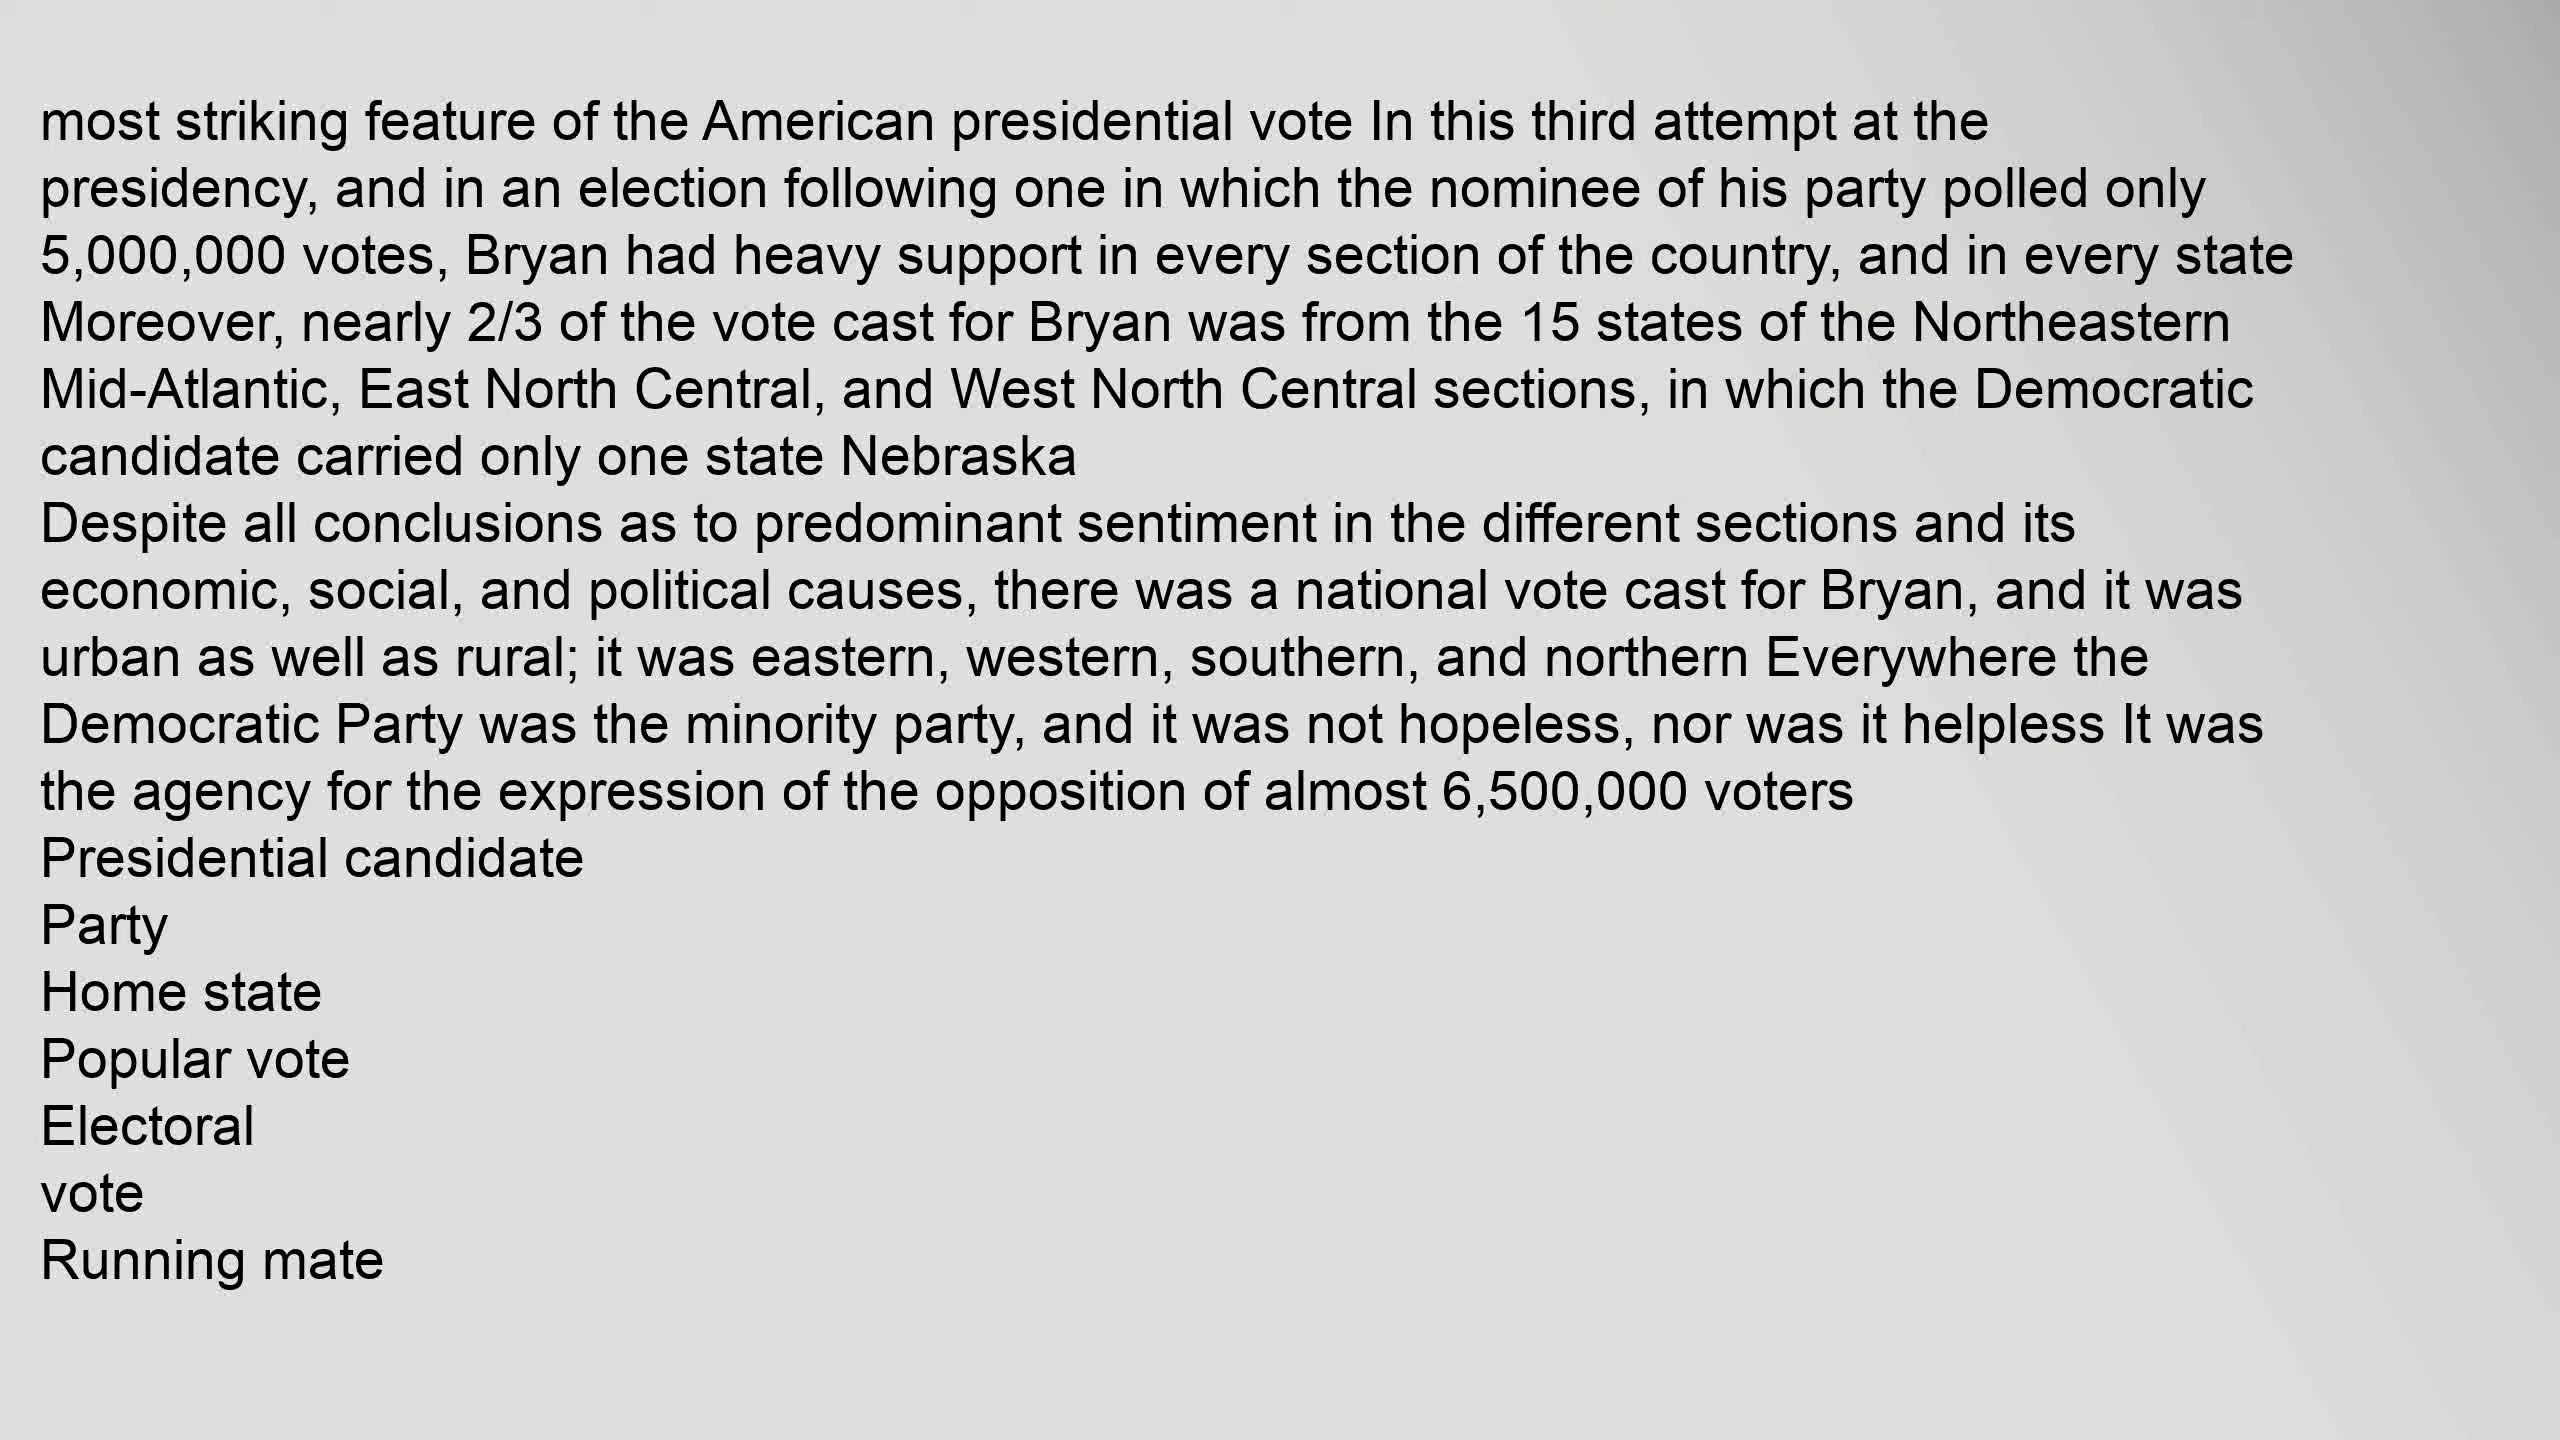 most striking feature of the American presidential vote In this third attempt at the
presidency, and in an election following one in which the nominee of his party polled only
5,000,000 votes, Bryan had heavy support in every section of the country, and in every state
Moreover, nearly 2/3 of the vote cast for Bryan was from the 15 states of the Northeastern
Mid-Atlantic, East North Central, and West North Central sections, in which the Democratic
candidate carried only one state Nebraska
Despite all conclusions as to predominant sentiment in the different sections and its
economic, social, and political causes, there was a national vote cast for Bryan, and it was
urban as well as rural; it was eastern, western, southern, and northern Everywhere the
Democratic Party was the minority party, and it was not hopeless, nor was it helpless It was
the agency for the expression of the opposition of almost 6,500,000 voters
Presidential candidate
Party
Home state
Popular vote
Electoral
vote
Running mate